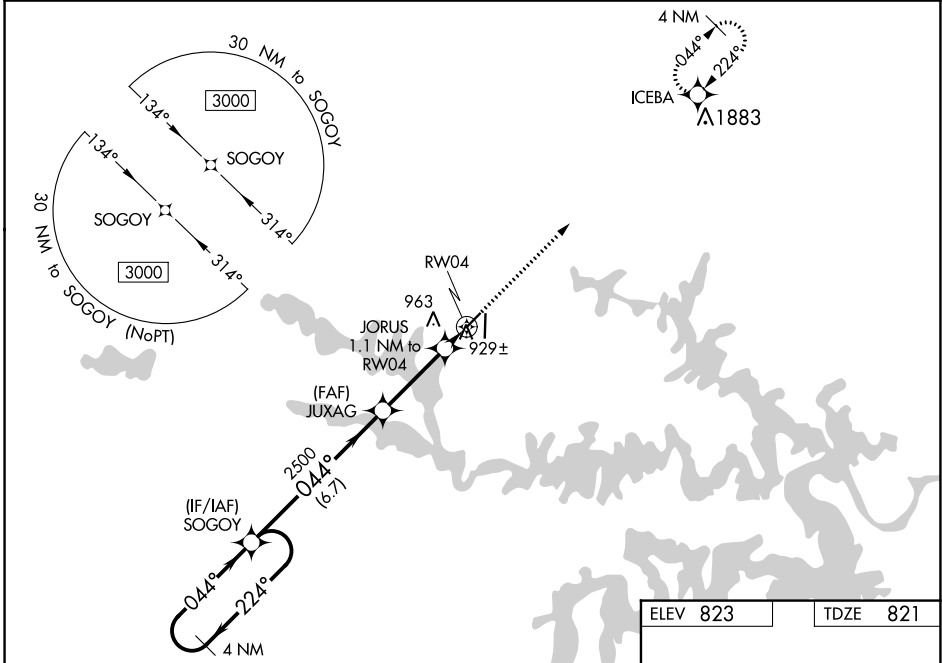 30 NM to SOGOY
3000
134°
SOGOY
314°
134°
SOGOY
314°
3000
30 NM to SOGOY (NoPT)
4 NM
044°
224°
ICEBA
1883
RW04
963
JORUS
1.1 NM to
RW04
929±
(FAF)
JUXAG
2500
044°
(6.7)
(IF/IAF)
SOGOY
044°
224°
4 NM
ELEV 823
TDZE 821